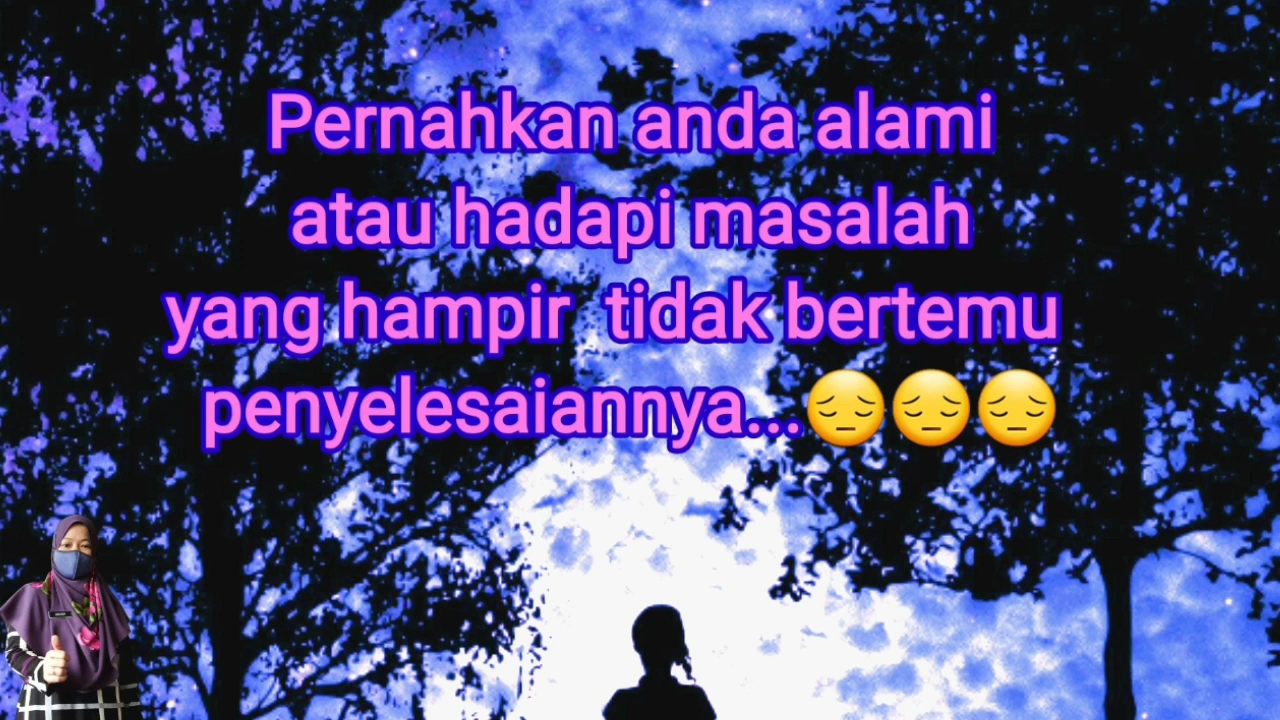 Pernahkan anda alami
atau hadapi masalah
yang hampir  tidak bertemu
penyelesaiannya...😔😔😔